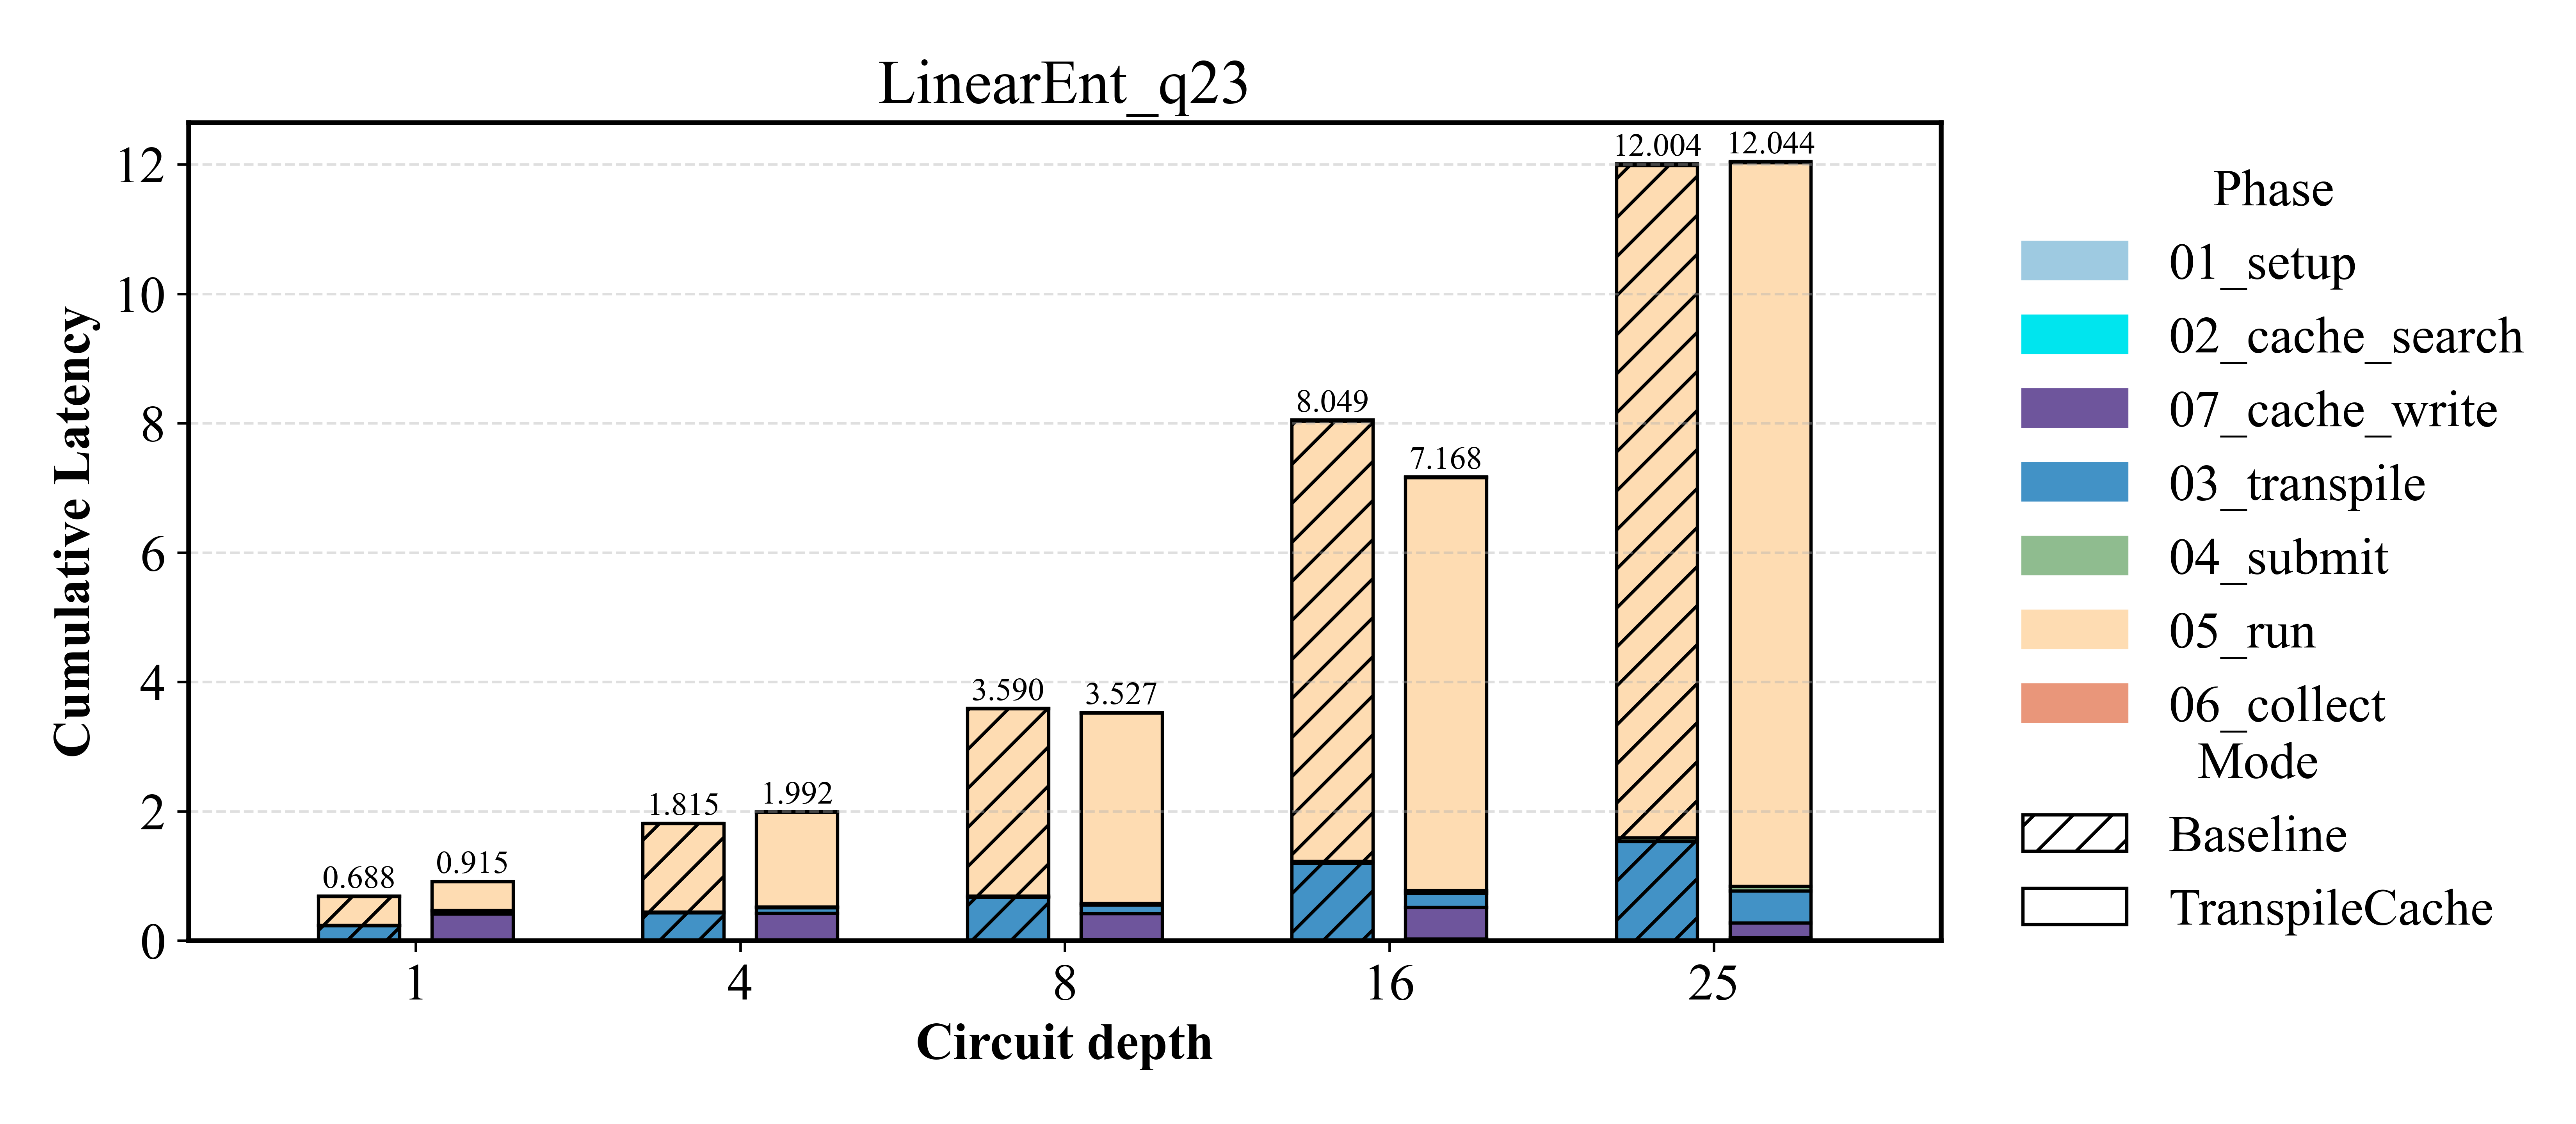 LinearEnt_q23
Cumulative Latency
12
10
8
6
4
2
0
0.688
0.915
1.815
1.992
3.590
3.527
8.049
7.168
12.004
12.044
1
4
8
16
25
Circuit depth
Phase
01_setup
02_cache_search
07_cache_write
03_transpile
04_submit
05_run
06_collect
Mode
Baseline
TranspileCache